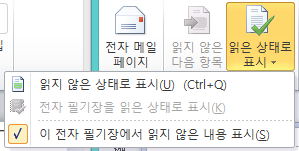 전자 메일
페이지
읽지 않은
다음 항목
읽은 상태로
표시
읽지 않은 상태로 표시(U) (Ctrl+Q)
전자 필기장을 읽은 상태로 표시(K)
이 전자 필기장에서 읽지 않은 내용 표시(S)